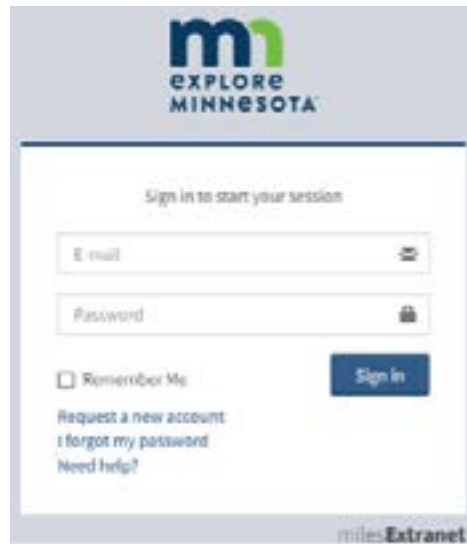 mn
explore
minnesota
Sign in to start your session
E-mail
Password
Remember Me
Sign In
Request a new account
I forgot my password
Need help?
milesExtranet